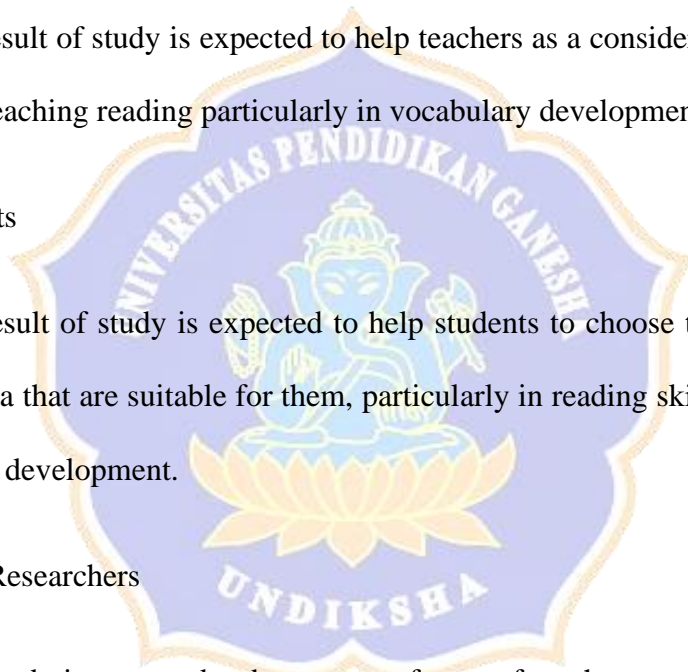 esult of study is expected to help teachers as a consider
eaching reading particularly in vocabulary developmen
UNIVERSITAS PENDIDIKAN GANESHA
ts
esult of study is expected to help students to choose t
a that are suitable for them, particularly in reading ski
development.
Researchers
UNDIKSHA